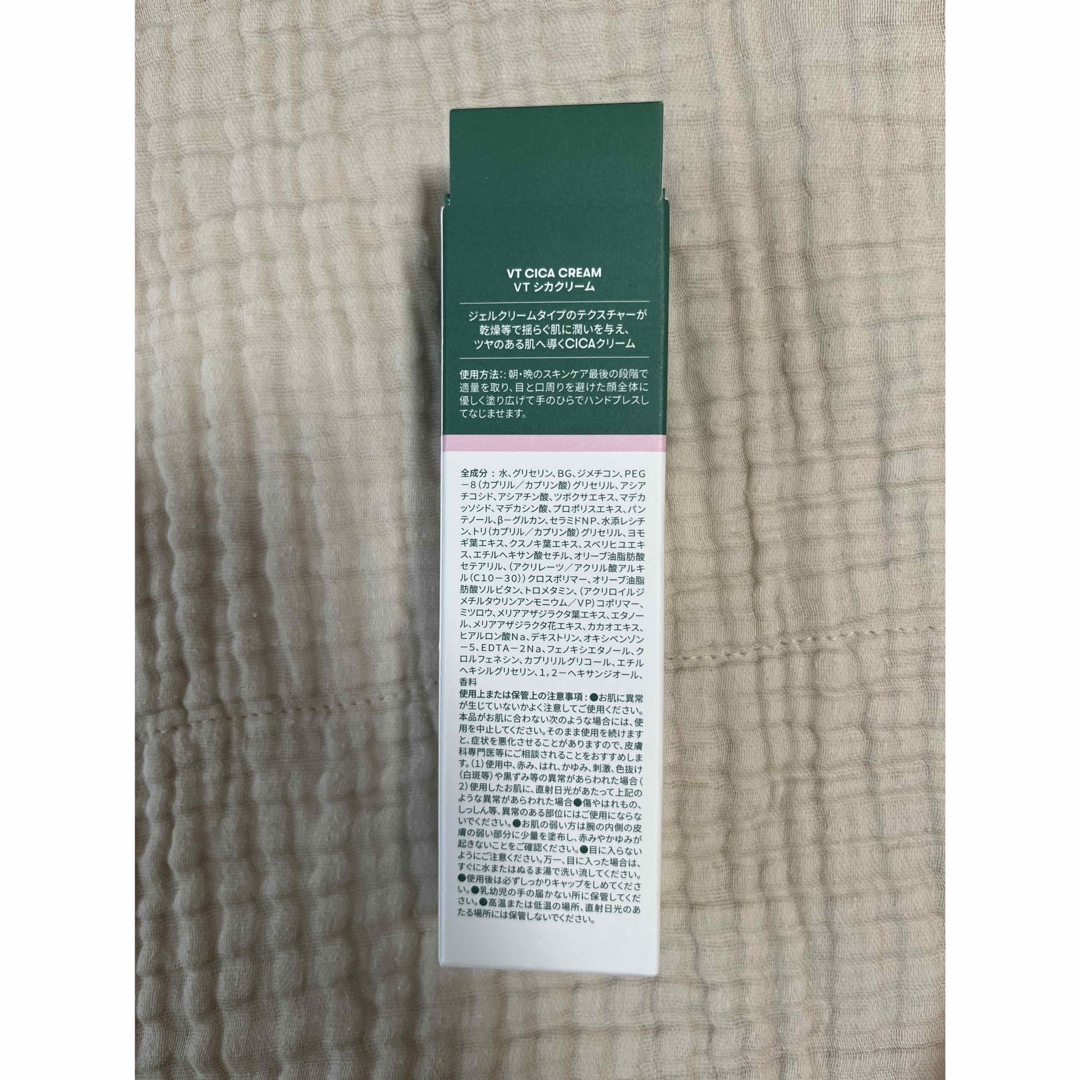 VT CICA CREAM
VT シカクリーム
ジェルクリームタイプのテクスチャーが
乾燥等で揺らぐ肌に潤いを与え、
ツヤのある肌へ導くCICAクリーム
使用方法:：朝・晩のスキンケア最後の段階で
適量を取り、目と口周りを避けた顔全体に
優しく塗り広げて手のひらでハンドプレスし
てなじませます。
全成分：水、グリセリン、BG、ジメチコン、PEG
－8（カプリル／カプリン酸）グリセリル、アシア
チコシド、アシアチン酸、ツボクサエキス、マデカ
ッソシド、マデカシン酸、プロポリスエキス、パン
テノール、β－グルカン、セラミドNP、水添レシチ
ン、トリ（カプリル／カプリン酸）グリセリル、ヨモ
ギ葉エキス、クスノキ葉エキス、スベリヒユエキ
ス、エチルヘキサン酸セチル、オリーブ油脂肪酸
セテアリル、（アクリレーツ／アクリル酸アルキ
ル（C10－30））クロスポリマー、オリーブ油脂
肪酸ソルビタン、トロメタミン、（アクリロイルジ
メチルタウリンアンモニウム／VP）コポリマー、
ミツロウ、メリアアザジラクタ葉エキス、エタノー
ル、メリアアザジラクタ花エキス、カカオエキス、
ヒアルロン酸Na、デキストリン、オキシベンゾン
－5、EDTA－2Na、フェノキシエタノール、ク
ロルフェネシン、カプリリルグリコール、エチル
ヘキシルグリセリン、1，2－ヘキサンジオール、
香料
使用上または保管上の注意事項：●お肌に異常
が生じていないかよく注意してご使用ください。
本品がお肌に合わない次のような場合には、使
用を中止してください。そのまま使用を続けます
と、症状を悪化させることがありますので、皮膚
科専門医等にご相談されることをおすすめしま
す。（1）使用中、赤み、はれ、かゆみ、刺激、色抜け
（白斑等）や黒ずみ等の異常があらわれた場合（
2）使用したお肌に、直射日光があたって上記の
ような異常があらわれた場合●傷やはれもの、
しっしん等、異常のある部位にはご使用にならな
いでください。●お肌の弱い方は腕の内側の皮
膚の弱い部分に少量を塗布し、赤みやかゆみが
起きないことをご確認ください。●目に入らない
ようにご注意ください。万一、目に入った場合は、
すぐに水またはぬるま湯で洗い流してください。
●使用後は必ずしっかりキャップをしめてくださ
い。●乳幼児の手の届かない所に保管してくだ
さい。●高温または低温の場所、直射日光のあ
たる場所には保管しないでください。